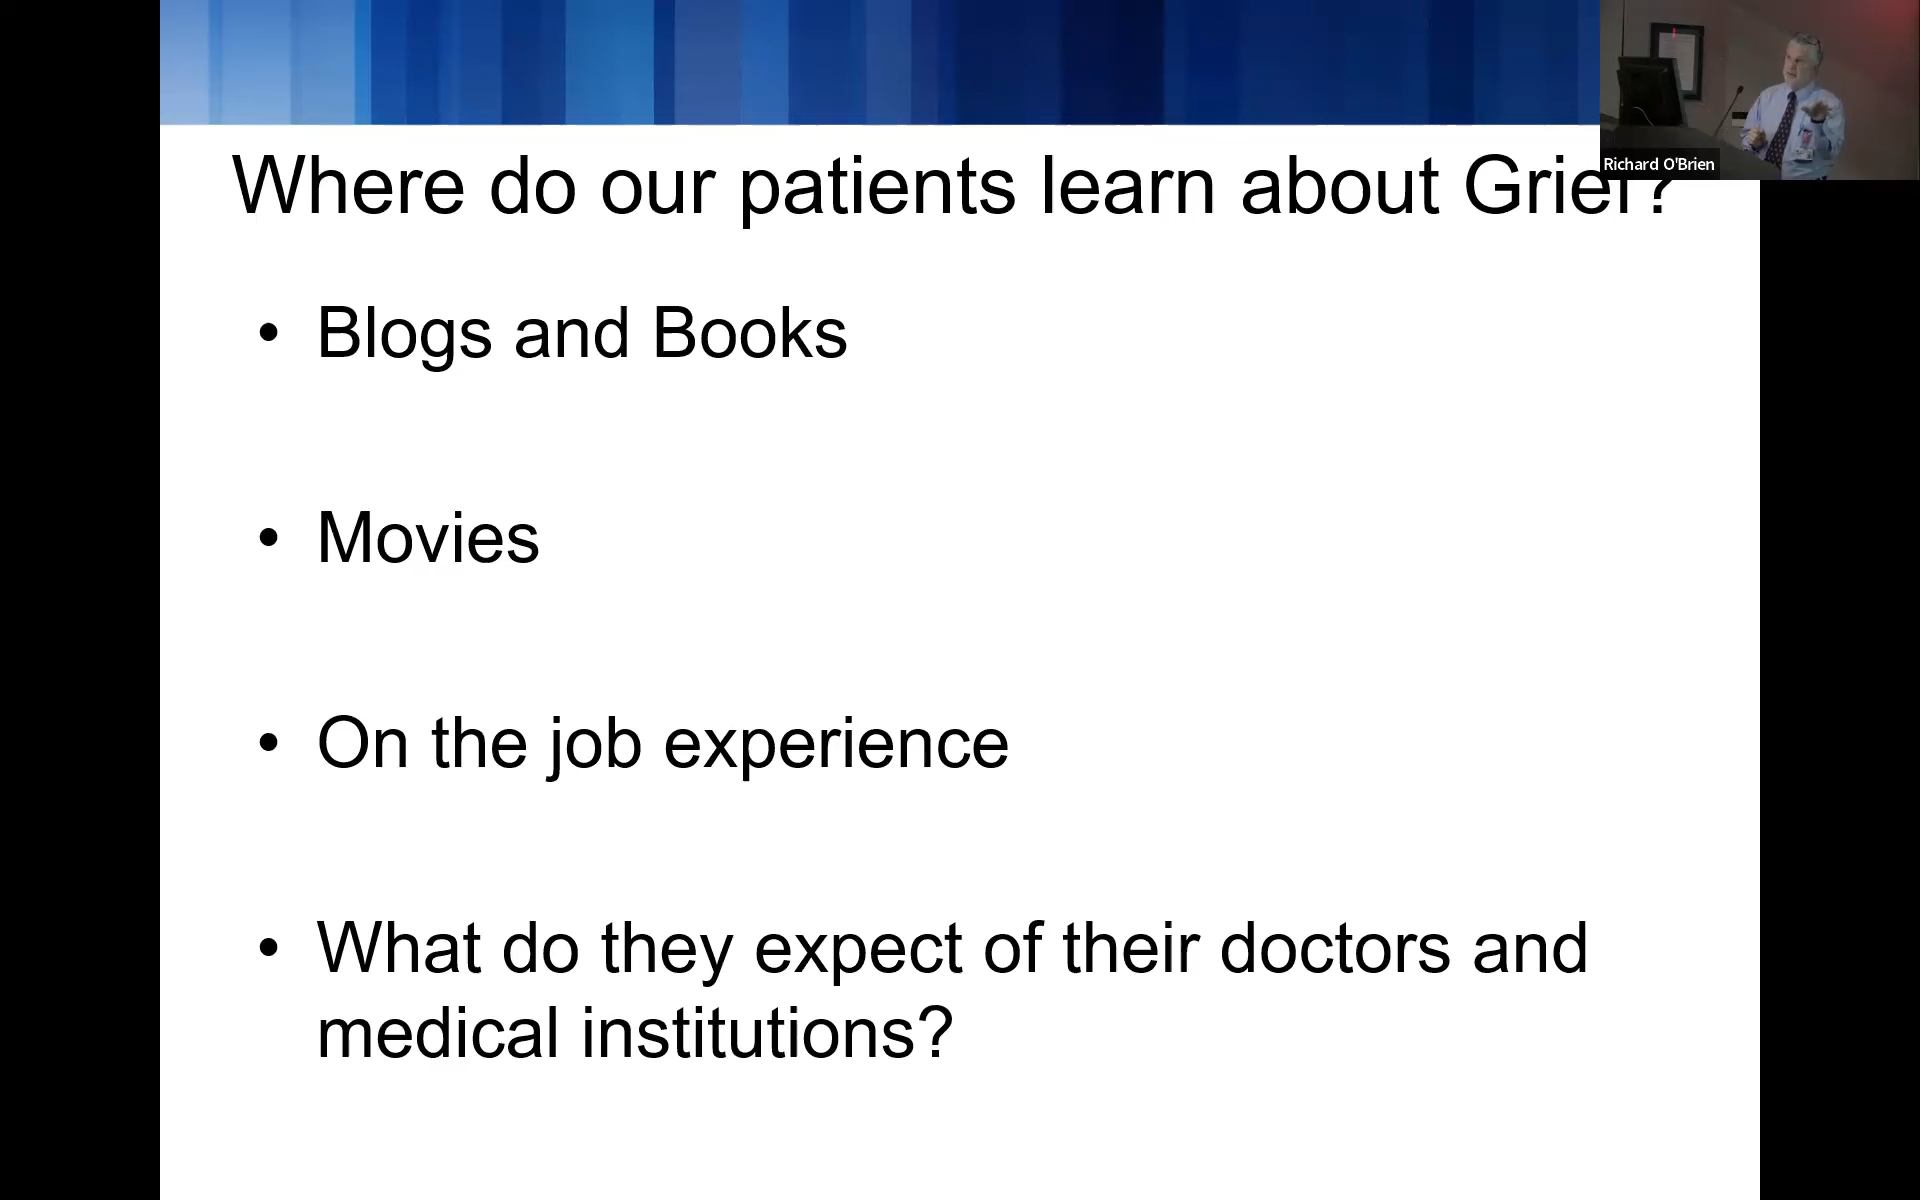 Where do our patients learn about Grief?
Richard O'Brien
• Blogs and Books
• Movies
• On the job experience
• What do they expect of their doctors and
medical institutions?